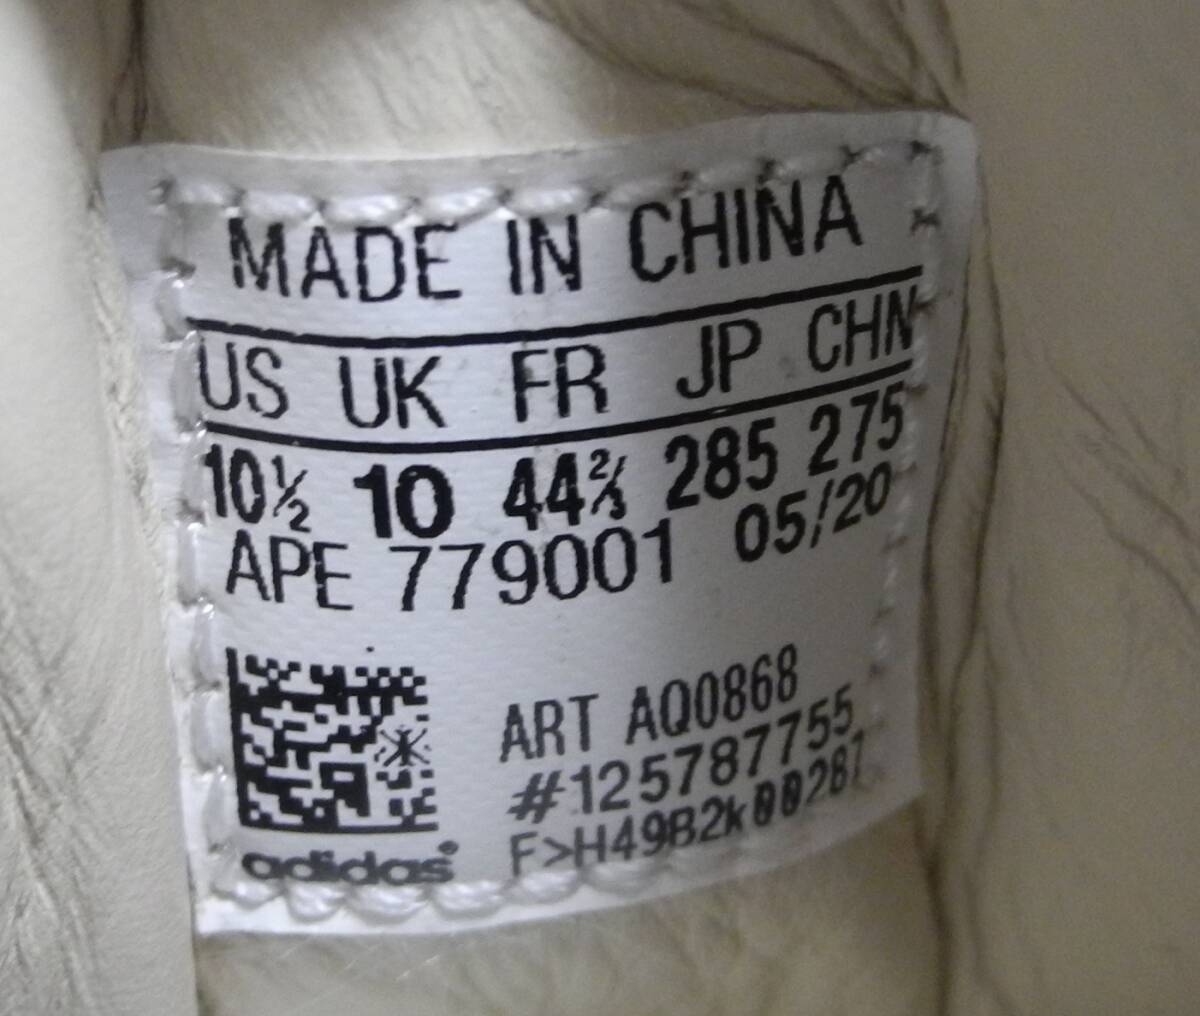 MADE IN CHINA
US UK FR JP CHN
10½ 10 44⅔ 285 275
APE 779001 05/20
ART AQ0868
#125787755
adidas®